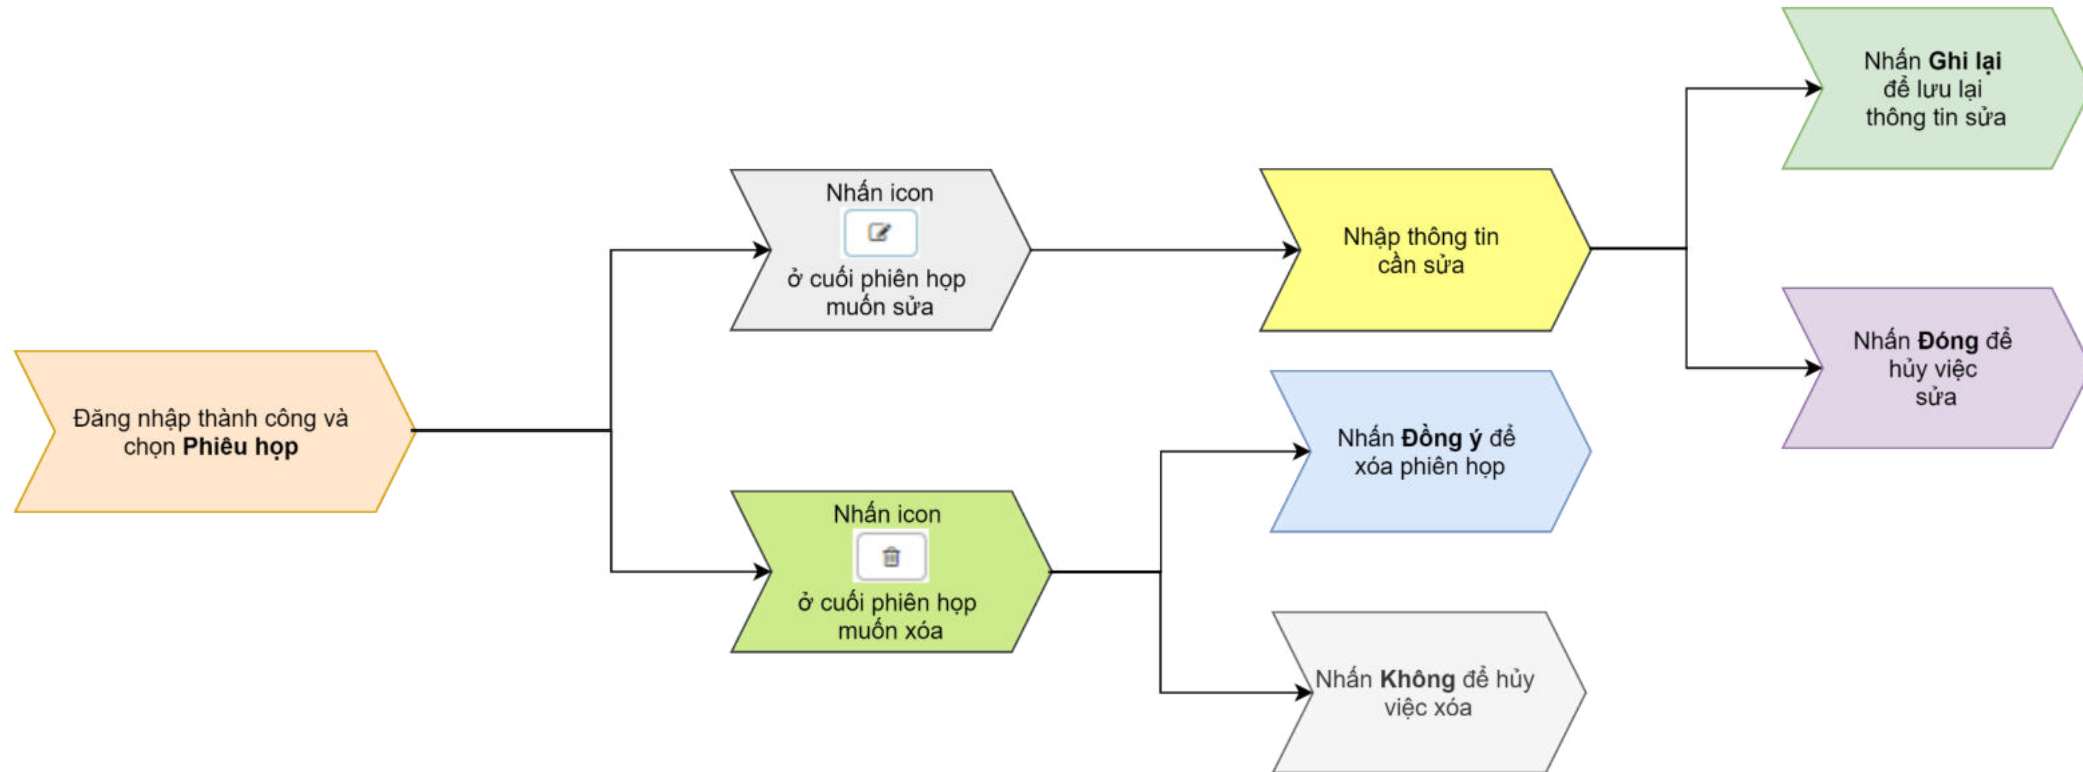 Đăng nhập thành công và
chọn Phiêu họp
Nhấn icon
ở cuối phiên họp
muốn sửa
Nhập thông tin
cần sửa
Nhấn Ghi lại
để lưu lại
thông tin sửa
Nhấn Đóng để
hủy việc
sửa
Nhấn icon
ở cuối phiên họp
muốn xóa
Nhấn Đồng ý để
xóa phiên họp
Nhấn Không để hủy
việc xóa